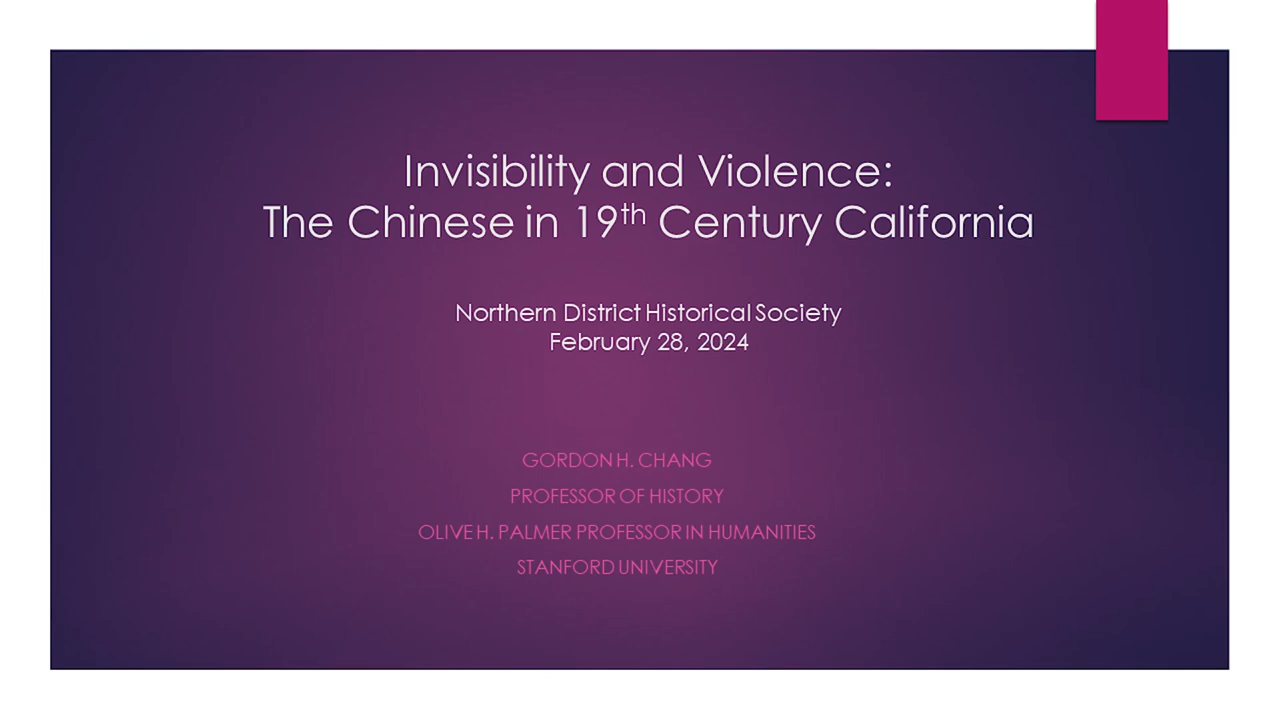 Invisibility and Violence:
The Chinese in 19th Century California
Northern District Historical Society
February 28, 2024
GORDON H. CHANG
PROFESSOR OF HISTORY
OLIVE H. PALMER PROFESSOR IN HUMANITIES
STANFORD UNIVERSITY